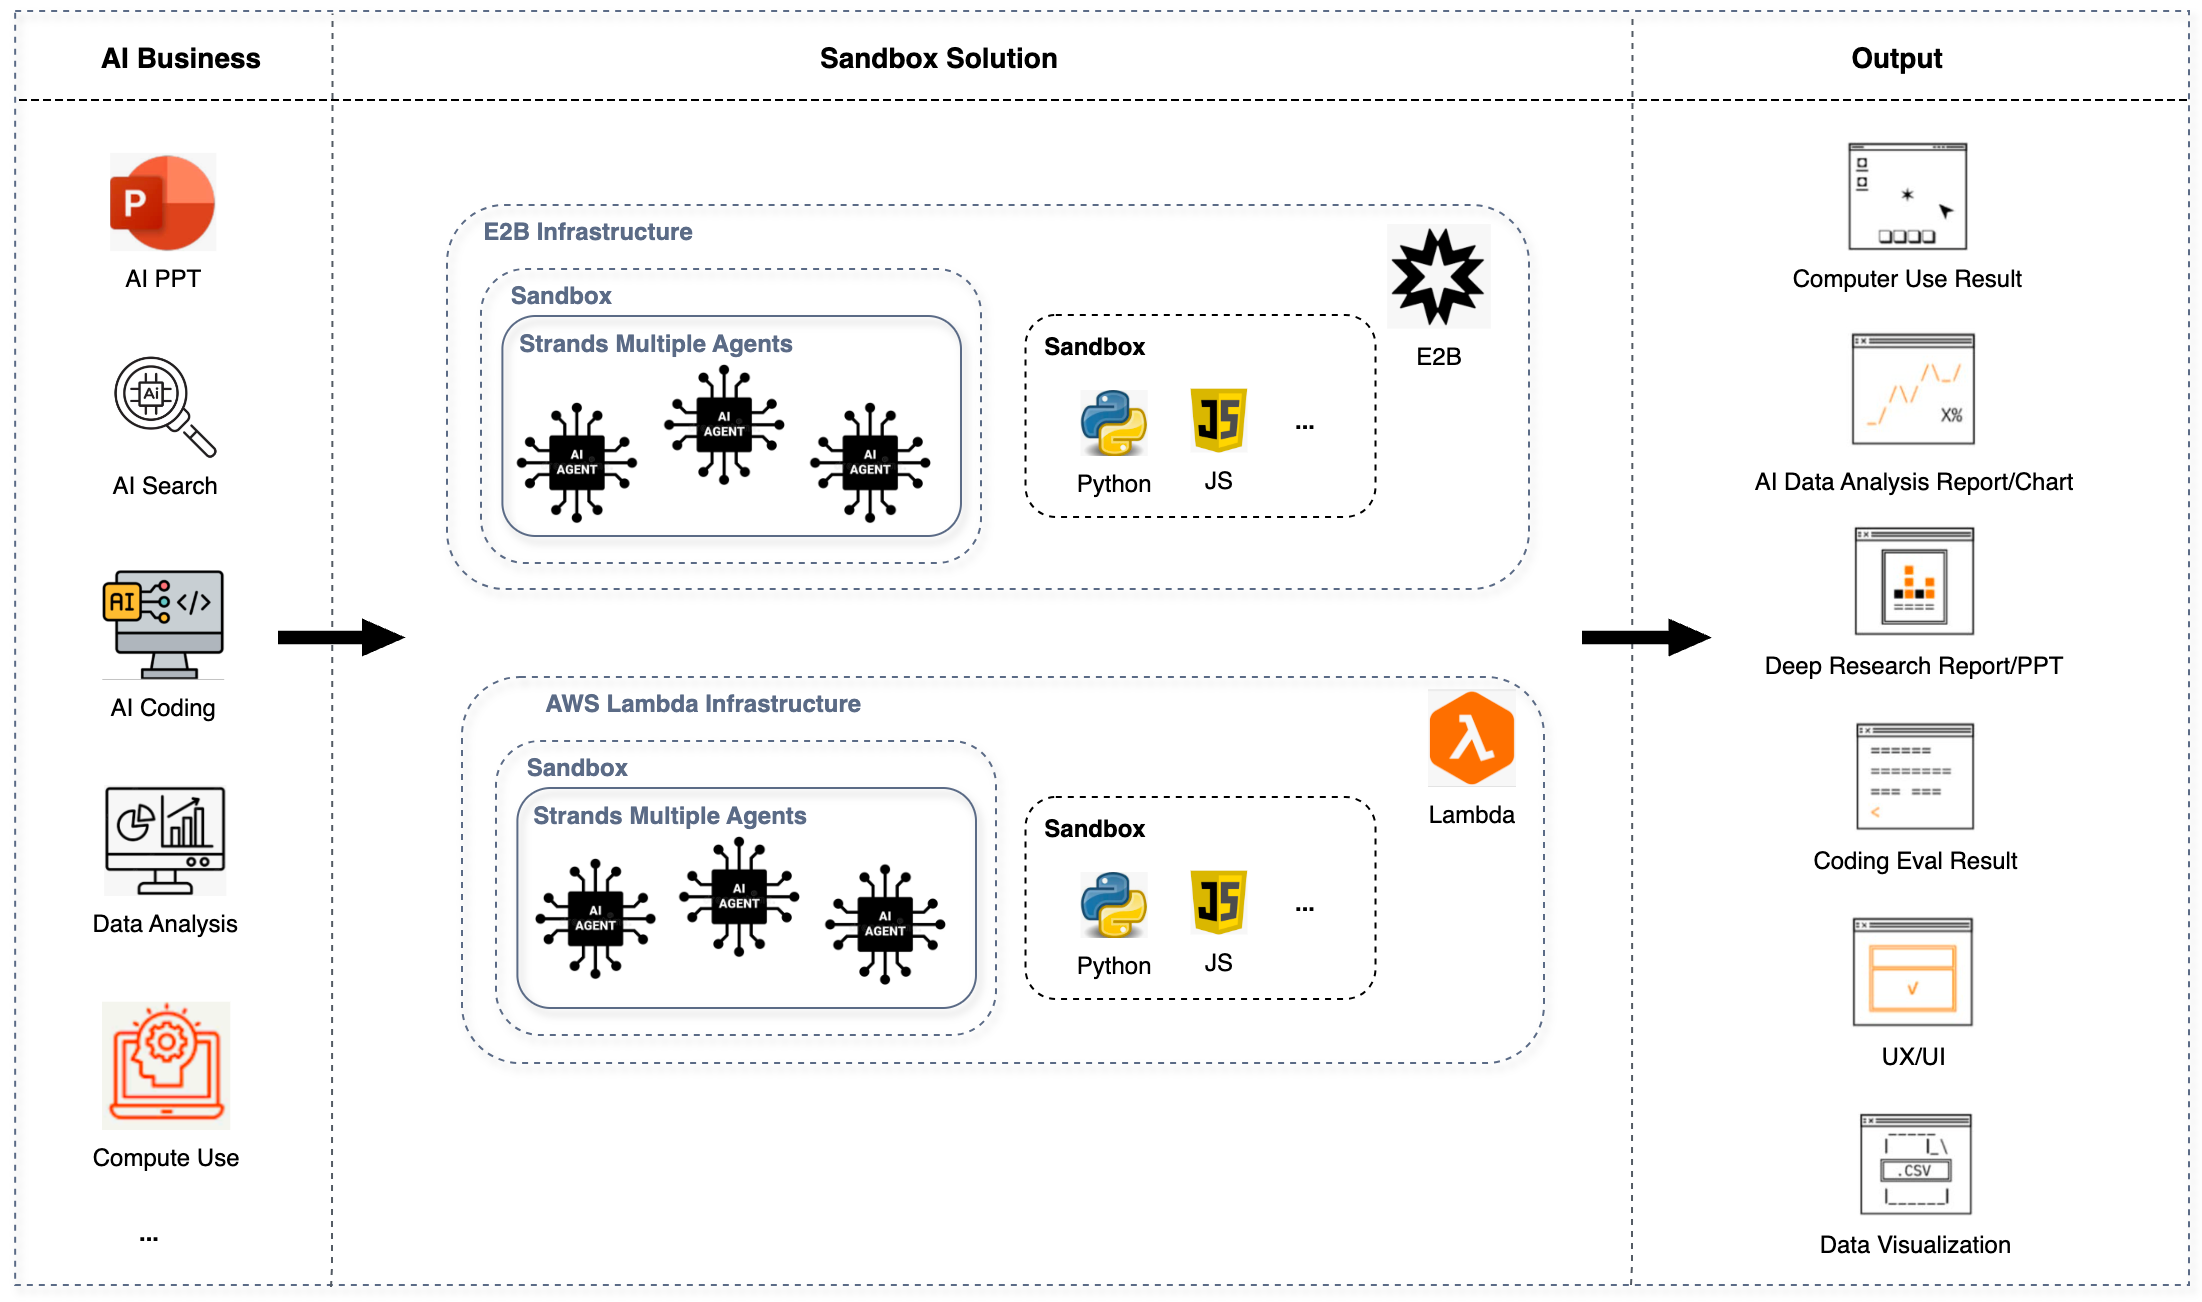 AI Business
Sandbox Solution
Output
P
AI PPT
Ai
AI Search
AI
</>
AI Coding
Data Analysis
Compute Use
...
E2B Infrastructure
Sandbox
Strands Multiple Agents
AI
AGENT
AI
AGENT
AI
AGENT
Sandbox
Python
JS
JS
...
E2B
AWS Lambda Infrastructure
Sandbox
Strands Multiple Agents
AI
AGENT
AI
AGENT
AI
AGENT
Sandbox
Python
JS
JS
...
λ
Lambda
Computer Use Result
X%
AI Data Analysis Report/Chart
Deep Research Report/PPT
Coding Eval Result
UX/UI
.CSV
Data Visualization